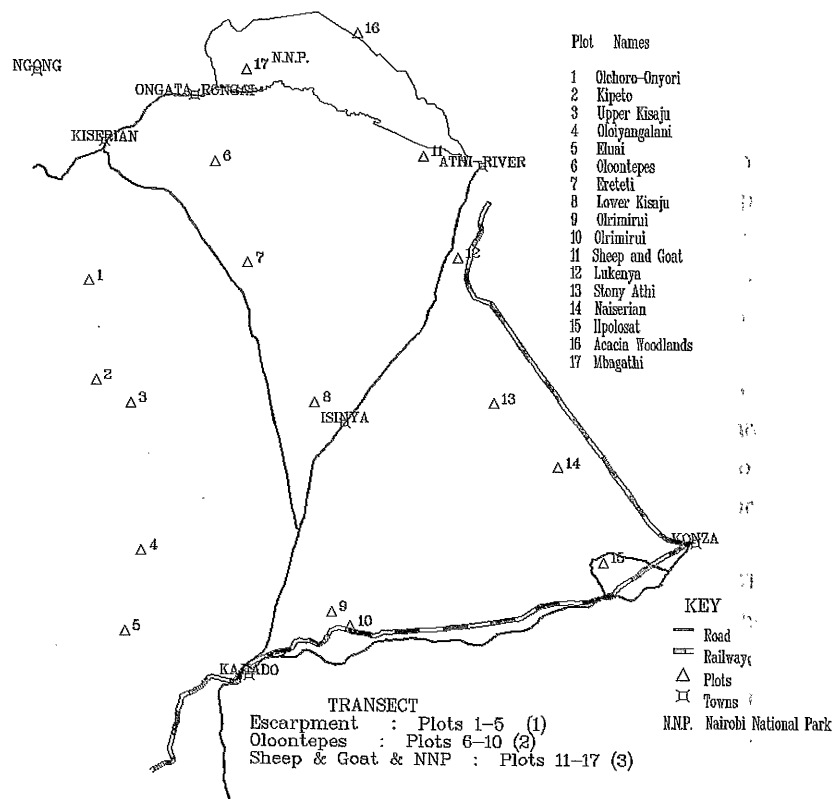 16
17 N.N.P.
NGONG
ONGATA-RONGAI
KISERIAN
6
11
ATHI-RIVER
7
12
1
2
3
8
ISINYA
13
14
4
KONZA
15
9
10
5
KAJIADO
Plot Names
1 Olchoro-Onyori
2 Kipeto
3 Upper Kisaju
4 Oloiyangalani
5 Eluai
6 Oloontepes
7 Ereteti
8 Lower Kisaju
9 Olrimirui
10 Olrimirui
11 Sheep and Goat
12 Lukenya
13 Stony Athi
14 Naiserian
15 Ilpolosat
16 Acacia Woodlands
17 Mbagathi
KEY
Road
Railway
Plots
Towns
N.N.P. Nairobi National Park
TRANSECT
Escarpment : Plots 1-5 (1)
Oloontepes : Plots 6-10 (2)
Sheep & Goat & NNP : Plots 11-17 (3)